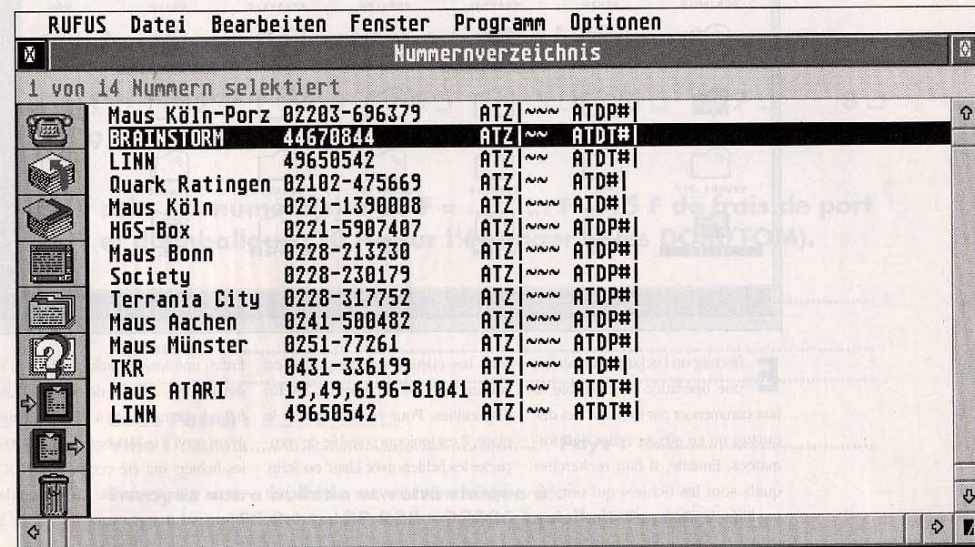 RUFUS Datei Bearbeiten Fenster Programm Optionen
Nummernverzeichnis
1 von 14 Nummern selektiert
Maus Köln-Porz 02203-696379 ATZ|~~~ ATDP#|
BRAINSTORM 44670844 ATZ|~~~ ATDT#|
LINN 49650542 ATZ|~~ ATDT#|
Quark Ratingen 02102-475669 ATZ|~~ ATD#|
Maus Köln 0221-1390008 ATZ|~~ ATD#|
HGS-Box 0221-5907407 ATZ|~~~ ATDP#|
Maus Bonn 0228-213230 ATZ|~~~ ATDP#|
Society 0228-230179 ATZ|~~~ ATDP#|
Terrania City 0228-317752 ATZ|~~~ ATDP#|
Maus Aachen 0241-500482 ATZ|~~~ ATDP#|
Maus Münster 0251-77261 ATZ|~~~ ATDP#|
TKR 0431-336199 ATZ|~~~ ATD#|
Maus ATARI 19,49,6196-81041 ATZ|~~ ATDT#|
LINN 49650542 ATZ|~~ ATDT#|